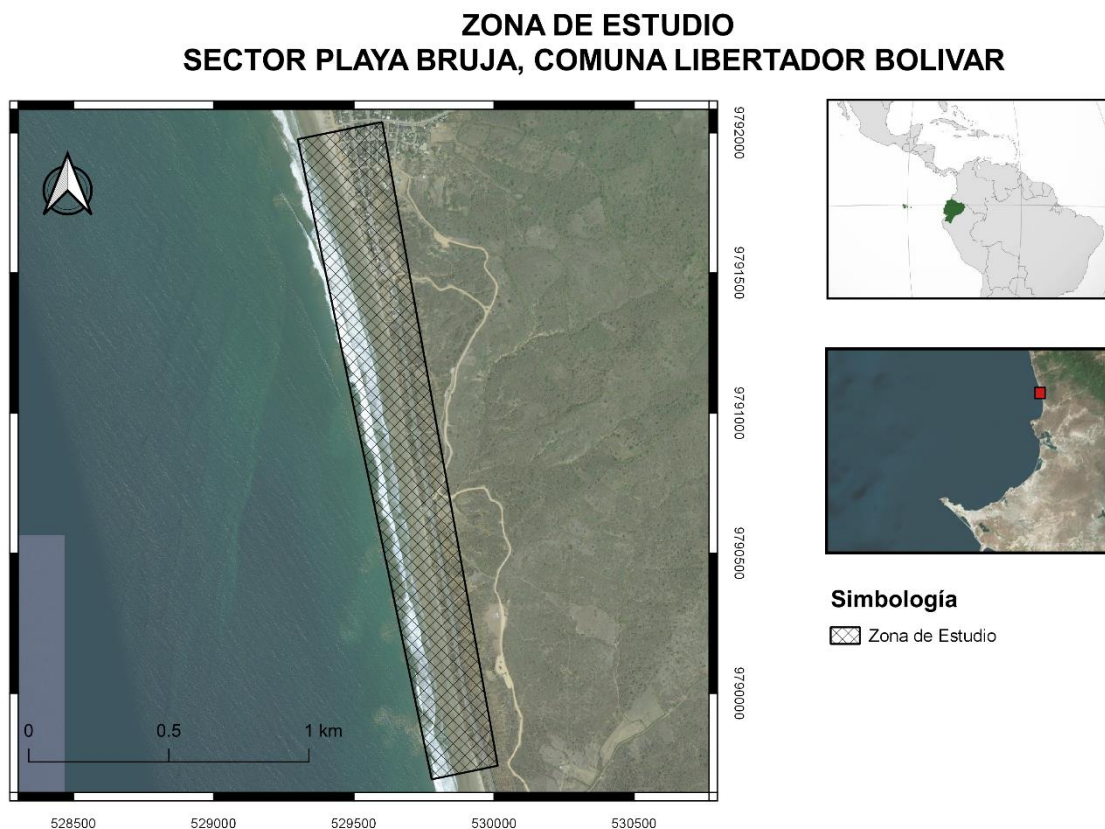 ZONA DE ESTUDIO
SECTOR PLAYA BRUJA, COMUNA LIBERTADOR BOLIVAR
9792000
9791500
9791000
9790500
9790000
0 0.5 1 km
528500 529000 529500 530000 530500
Simbología
Zona de Estudio